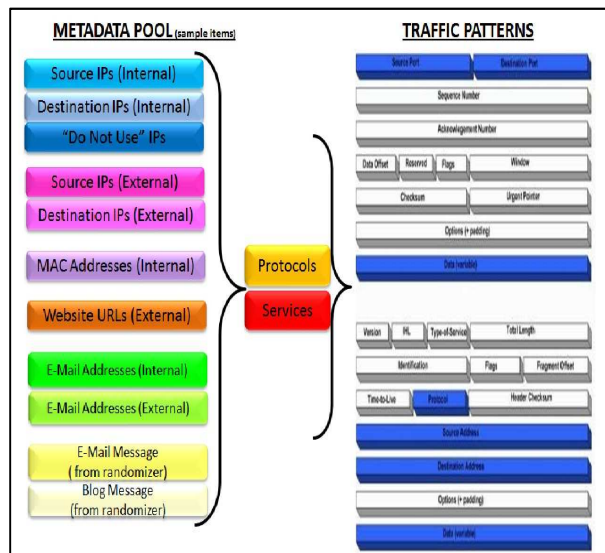 METADATA POOL (sample items)
Source IPs (Internal)
Destination IPs (Internal)
"Do Not Use" IPs
Source IPs (External)
Destination IPs (External)
MAC Addresses (Internal)
Website URLs (External)
E-Mail Addresses (Internal)
E-Mail Addresses (External)
E-Mail Message
(from randomizer)
Blog Message
(from randomizer)
Protocols
Services
TRAFFIC PATTERNS
Source Port Destination Port
Sequence Number
Acknowledgement Number
Data Offset Reserved Flags Window
Checksum Urgent Pointer
Options (+ padding)
Data (variable)
Version IHL Type-of-Service Total Length
Identification Flags Fragment Offset
Time-to-Live Protocol Header Checksum
Source Address
Destination Address
Options (+ padding)
Data (variable)